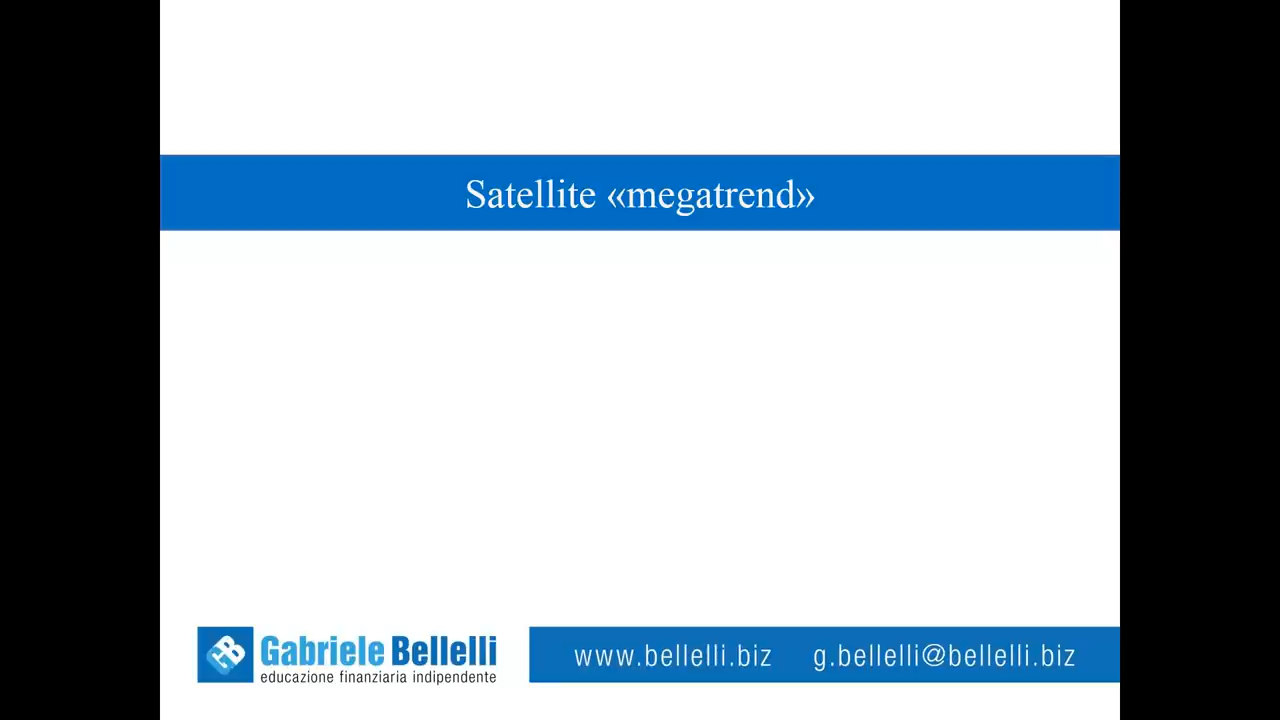 Satellite «megatrend»
Gabriele Bellelli
educazione finanziaria indipendente
www.bellelli.biz g.bellelli@bellelli.biz